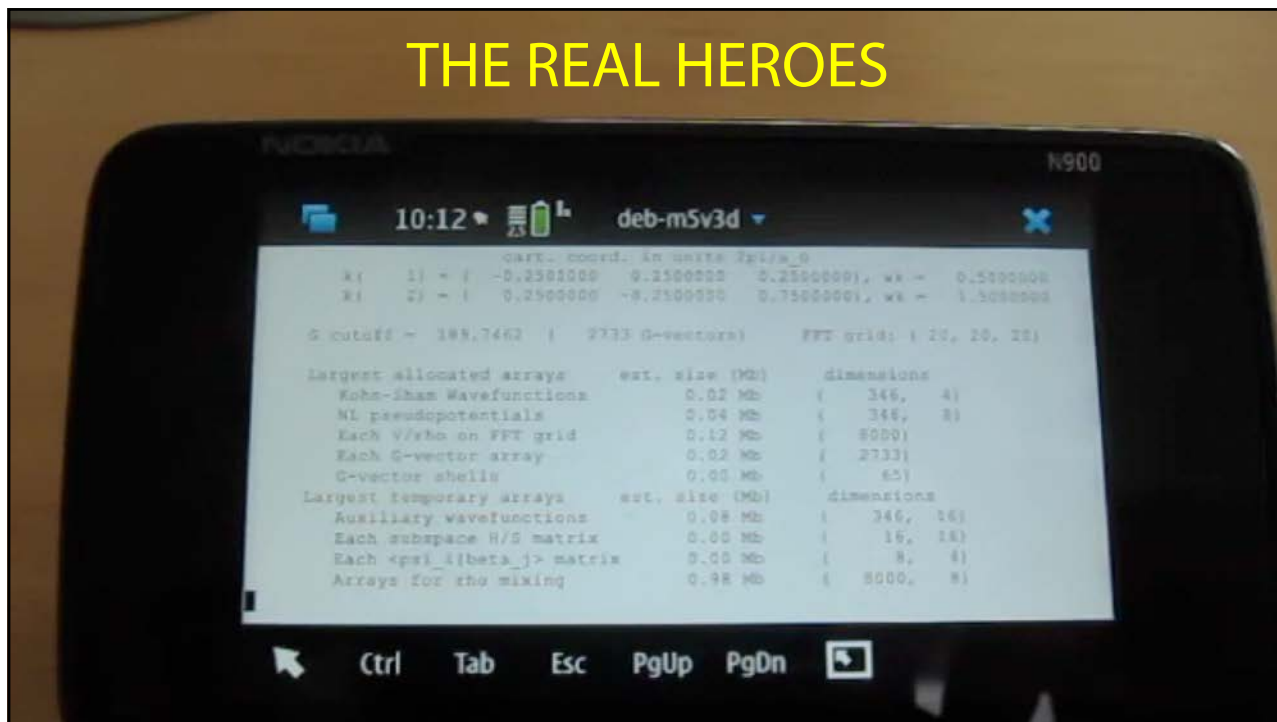 THE REAL HEROES
NOKIA
N900
10:12 2.5 deb-m5v3d
cart. coord. in units 2pi/a_0
k( 1) = ( -0.2500000 0.2500000 0.2500000), wk = 0.5000000
k( 2) = ( 0.2500000 -0.2500000 0.7500000), wk = 1.5000000
G cutoff = 189.7462 ( 2733 G-vectors) FFT grid: ( 20, 20, 20)
Largest allocated arrays est. size (Mb) dimensions
Kohn-Sham Wavefunctions 0.02 Mb ( 346, 4)
NL pseudopotentials 0.04 Mb ( 346, 8)
Each V/rho on FFT grid 0.12 Mb ( 8000)
Each G-vector array 0.02 Mb ( 2733)
G-vector shells 0.00 Mb ( 65)
Largest temporary arrays est. size (Mb) dimensions
Auxiliary wavefunctions 0.08 Mb ( 346, 16)
Each subspace H/S matrix 0.00 Mb ( 16, 16)
Each <psi_i|beta_j> matrix 0.00 Mb ( 8, 4)
Arrays for rho mixing 0.98 Mb ( 8000, 8)
Ctrl Tab Esc PgUp PgDn